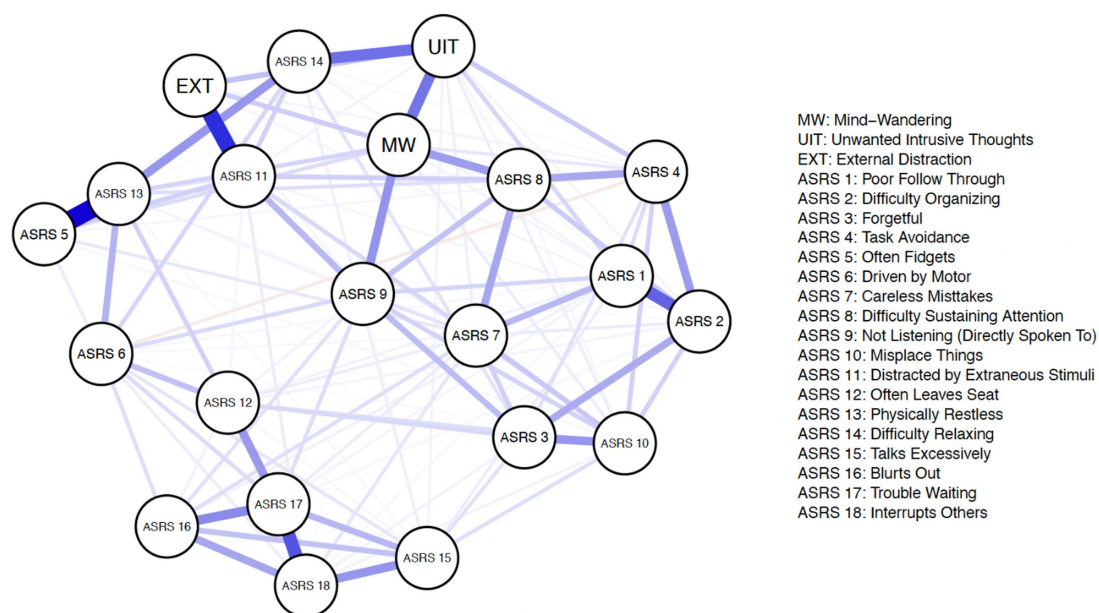 UIT
ASRS 14
EXT
MW
ASRS 4
ASRS 11
ASRS 8
ASRS 13
ASRS 5
ASRS 1
ASRS 9
ASRS 2
ASRS 7
ASRS 6
ASRS 12
ASRS 3
ASRS 10
ASRS 17
ASRS 16
ASRS 15
ASRS 18
MW: Mind−Wandering
UIT: Unwanted Intrusive Thoughts
EXT: External Distraction
ASRS 1: Poor Follow Through
ASRS 2: Difficulty Organizing
ASRS 3: Forgetful
ASRS 4: Task Avoidance
ASRS 5: Often Fidgets
ASRS 6: Driven by Motor
ASRS 7: Careless Misttakes
ASRS 8: Difficulty Sustaining Attention
ASRS 9: Not Listening (Directly Spoken To)
ASRS 10: Misplace Things
ASRS 11: Distracted by Extraneous Stimuli
ASRS 12: Often Leaves Seat
ASRS 13: Physically Restless
ASRS 14: Difficulty Relaxing
ASRS 15: Talks Excessively
ASRS 16: Blurts Out
ASRS 17: Trouble Waiting
ASRS 18: Interrupts Others